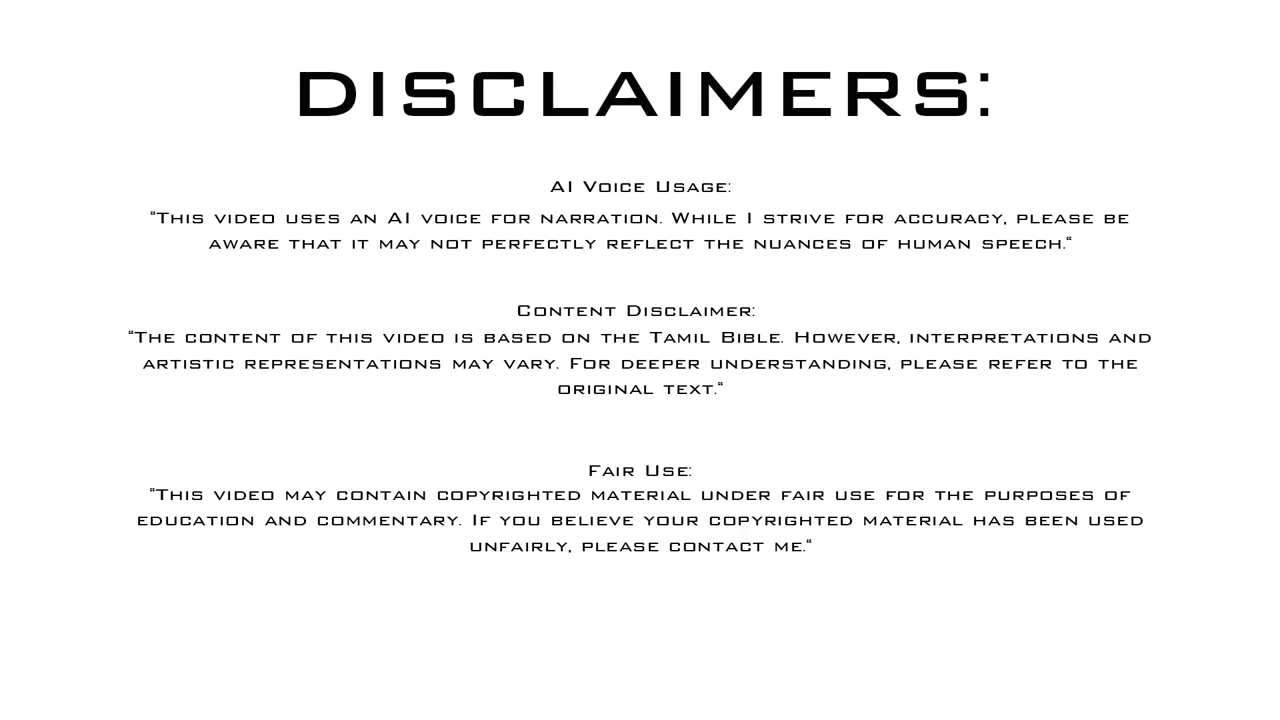 DISCLAIMERS:
AI Voice Usage:
“This video uses an AI voice for narration. While I strive for accuracy, please be
aware that it may not perfectly reflect the nuances of human speech.“
Content Disclaimer:
“The content of this video is based on the Tamil Bible. However, interpretations and
artistic representations may vary. For deeper understanding, please refer to the
original text.“
Fair Use:
“This video may contain copyrighted material under fair use for the purposes of
education and commentary. If you believe your copyrighted material has been used
unfairly, please contact me.“